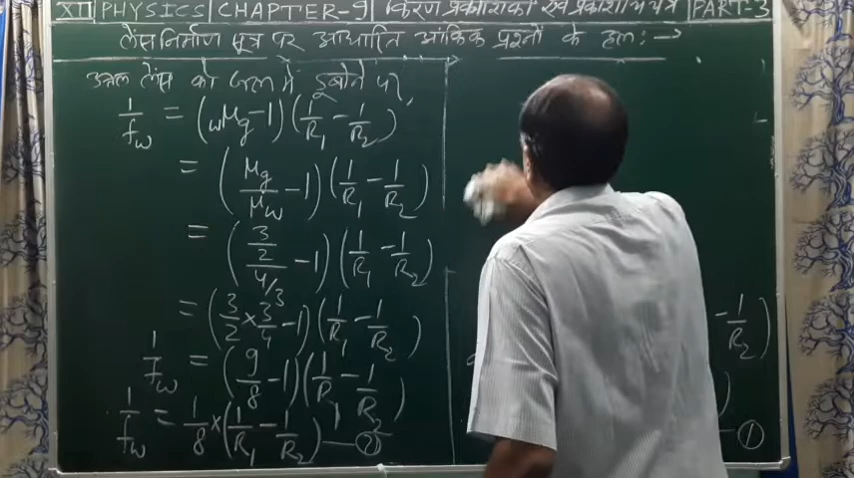 XII PHYSICS CHAPTER-9 किरण प्रकाशिकी एवं प्रकाशीय यंत्र PART-3
लेंस निर्माण सूत्र पर आधारित आंकिक प्रश्नों के हल:→
उत्तल लेंस को जल में डूबोने पर,
1/f_w = (wμg-1)(1/R₁ - 1/R₂)
= (μg/μw - 1)(1/R₁ - 1/R₂)
= (3/2 / 4/3 - 1)(1/R₁ - 1/R₂)
= (3/2 × 3/4 - 1)(1/R₁ - 1/R₂)
1/f_w = (9/8 - 1)(1/R₁ - 1/R₂)
1/f_w = 1/8 × (1/R₁ - 1/R₂) — ②
- 1/R₂)
)
— ①